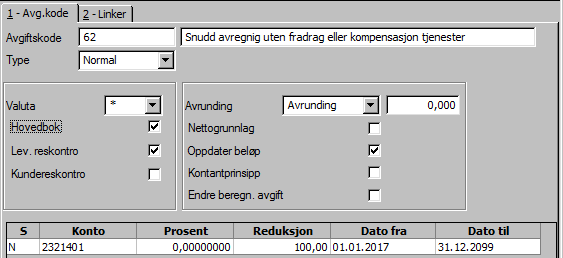 1 - Avg.kode 2 - Linker
Avgiftskode 62 Snudd avregnig uten fradrag eller kompensasjon tjenester
Type Normal
Valuta * Avrunding Avrunding 0,000
Hovedbok Nettogrunnlag
Lev. reskontro Oppdater beløp
Kundereskontro Kontantprinsipp
Endre beregn. avgift
S Konto Prosent Reduksjon Dato fra Dato til
N 2321401 0,00000000 100,00 01.01.2017 31.12.2099